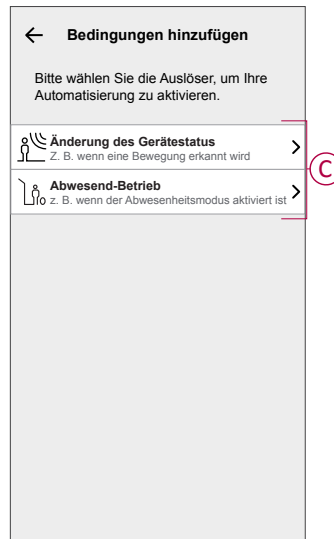 Bedingungen hinzufügen
Bitte wählen Sie die Auslöser, um Ihre
Automatisierung zu aktivieren.
Änderung des Gerätestatus
Z. B. wenn eine Bewegung erkannt wird
C
Abwesend-Betrieb
z. B. wenn der Abwesenheitsmodus aktiviert ist